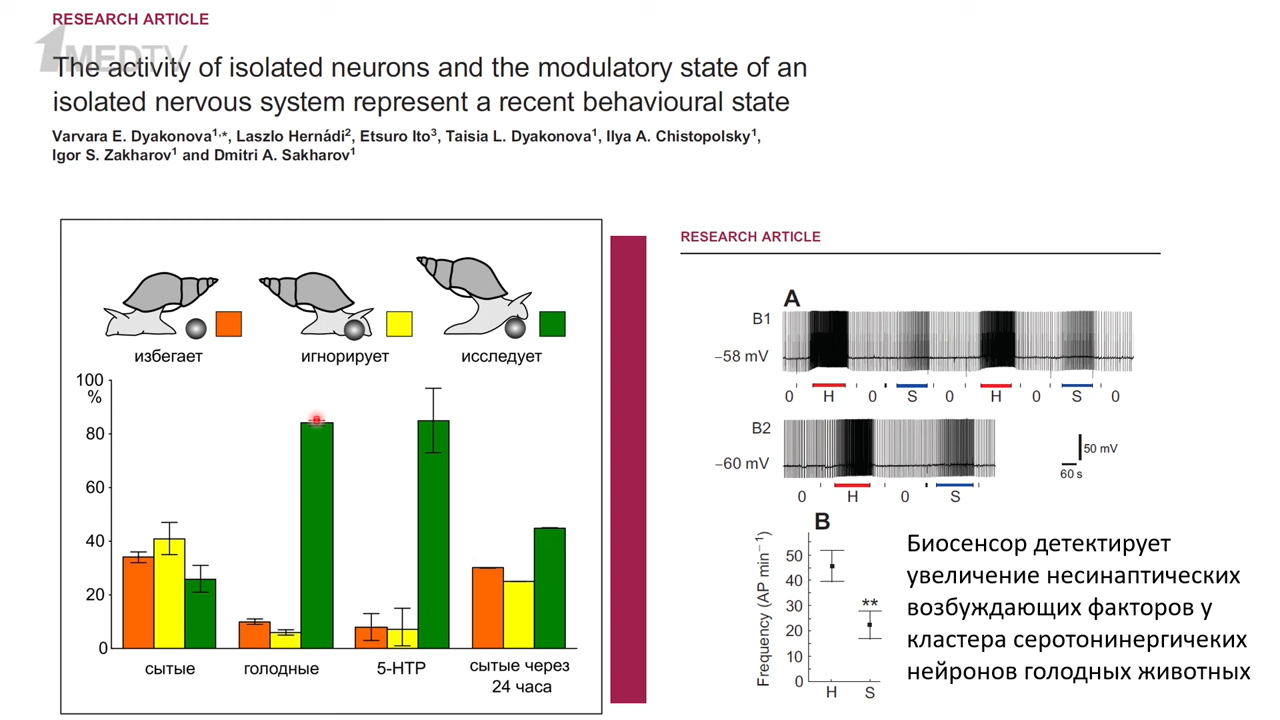 RESEARCH ARTICLE
1MEDTV
The activity of isolated neurons and the modulatory state of an
isolated nervous system represent a recent behavioural state
Varvara E. Dyakonova1,*, Laszlo Hernádi2, Etsuro Ito3, Taisia L. Dyakonova1, Ilya A. Chistopolsky1,
Igor S. Zakharov1 and Dmitri A. Sakharov1
избегает
игнорирует
исследует
100
%
80
60
40
20
0
сытые
голодные
5-HTP
сытые через
24 часа
RESEARCH ARTICLE
A
B1
–58 mV
0 H 0 S 0 H 0 S 0
B2
–60 mV
50 mV
60 s
0 H 0 S
B
Frequency (AP min–1)
50
40
30
20
10
0
**
H S
Биосенсор детектирует
увеличение несинаптических
возбуждающих факторов у
кластера серотонинергичеких
нейронов голодных животных